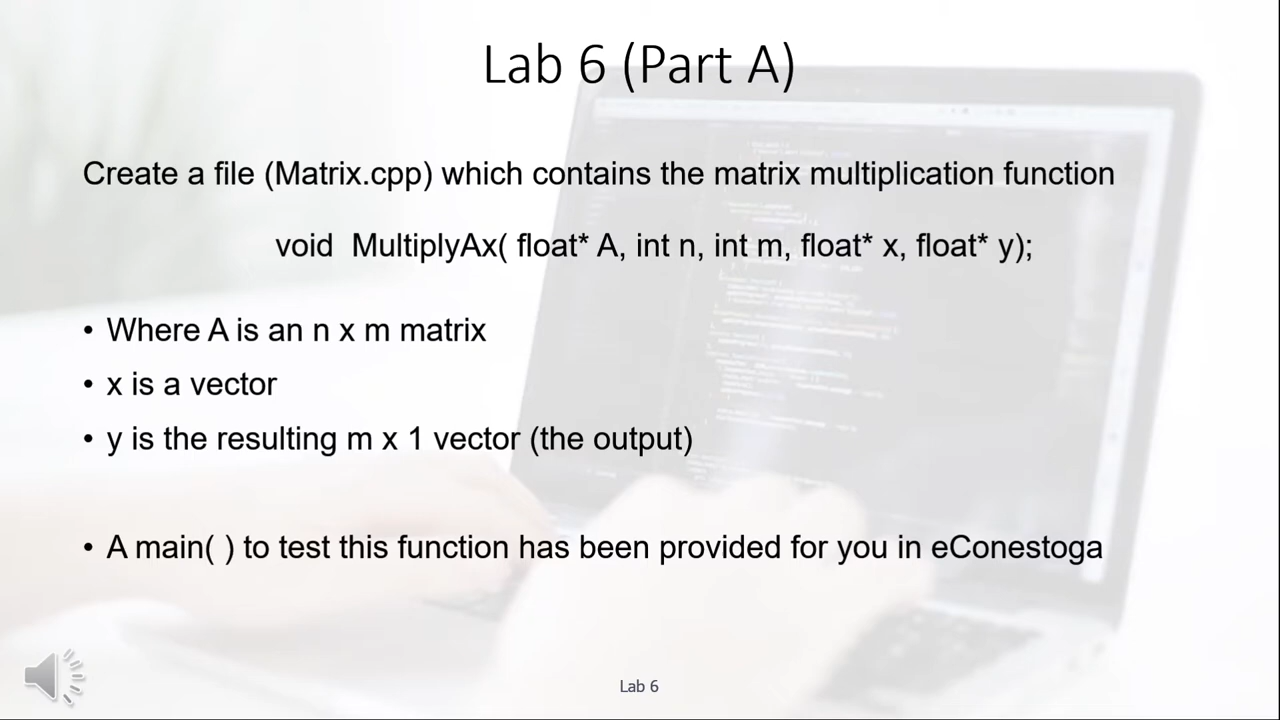 Lab 6 (Part A)
Create a file (Matrix.cpp) which contains the matrix multiplication function
void MultiplyAx( float* A, int n, int m, float* x, float* y);
• Where A is an n x m matrix
• x is a vector
• y is the resulting m x 1 vector (the output)
• A main( ) to test this function has been provided for you in eConestoga
Lab 6